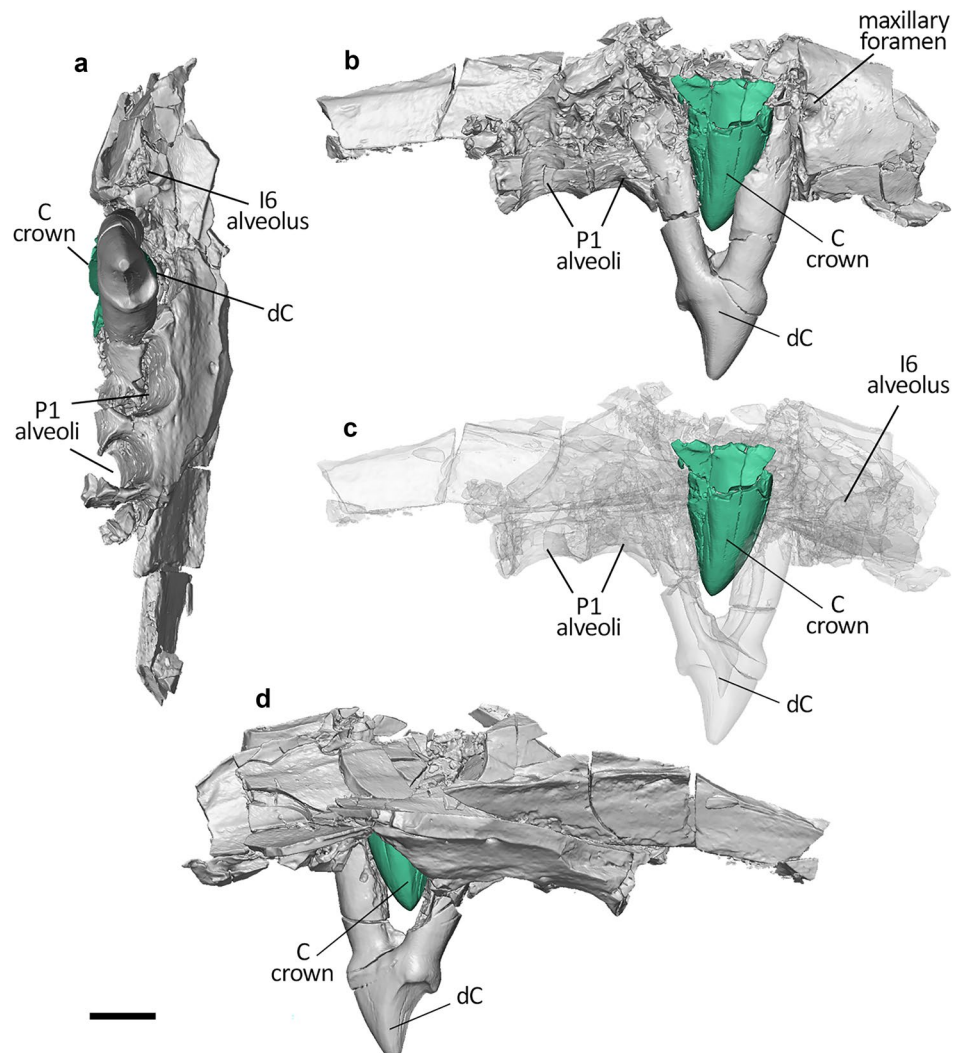 a
I6
alveolus
C
crown
dC
P1
alveoli
b
maxillary
foramen
P1
alveoli
C
crown
dC
c
I6
alveolus
P1
alveoli
C
crown
dC
d
C
crown
dC